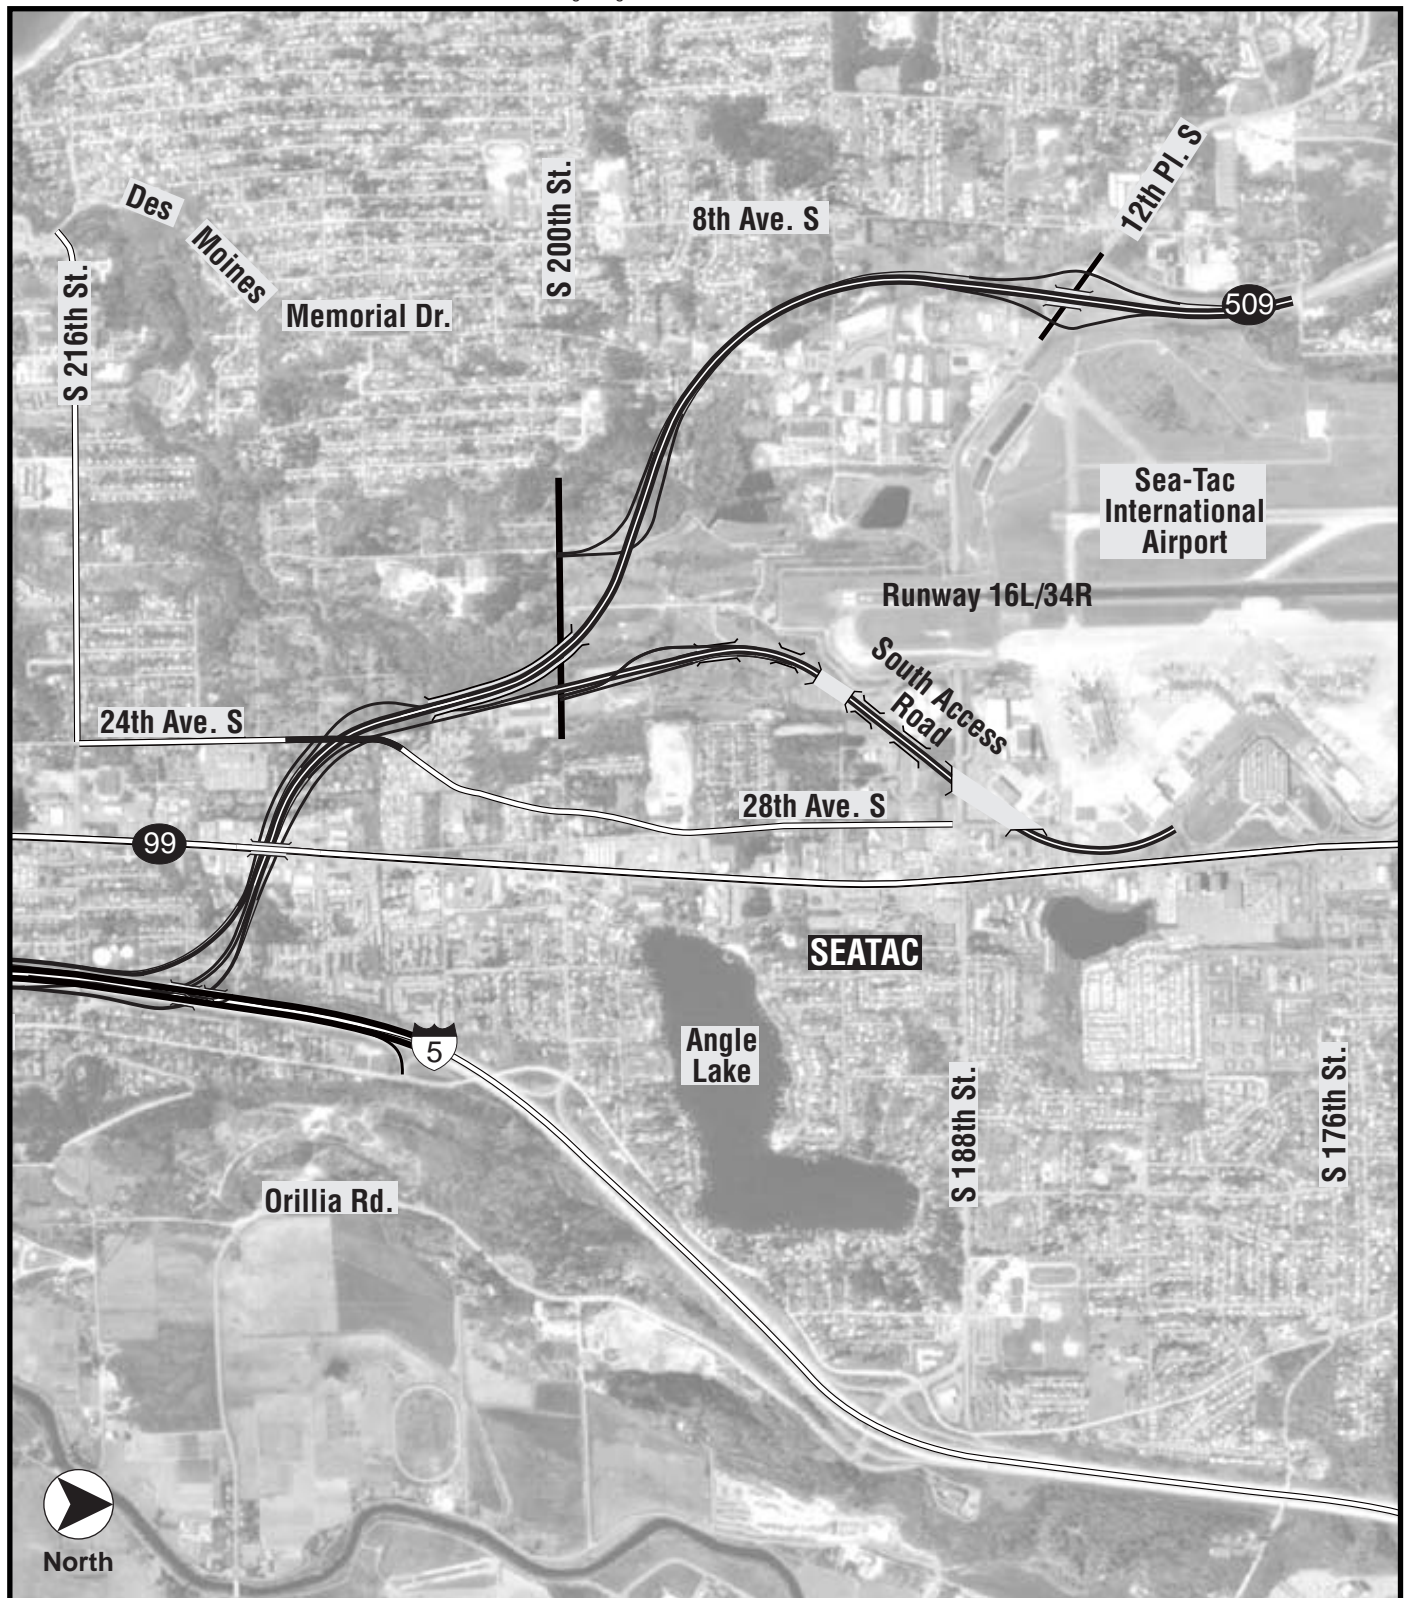 12th Pl. S
S 200th St.
Des
Moines
8th Ave. S
S 216th St.
Memorial Dr.
509
Sea-Tac
International
Airport
Runway 16L/34R
South Access
Road
24th Ave. S
28th Ave. S
99
SEATAC
5
Angle
Lake
S 188th St.
S 176th St.
Orillia Rd.
North